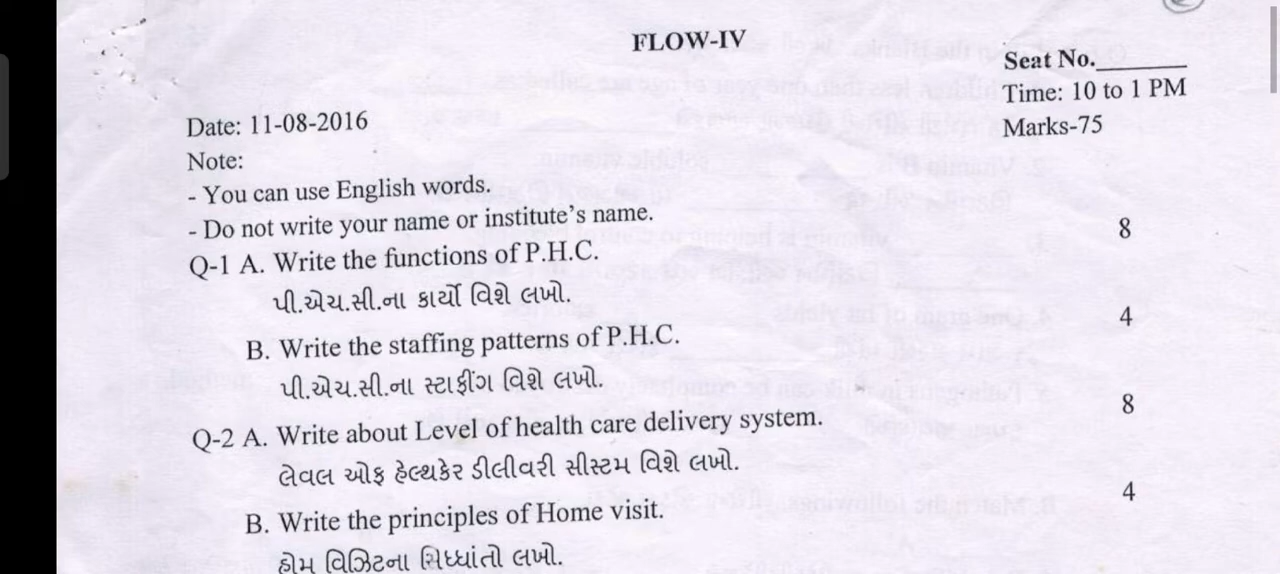 FLOW-IV
Seat No.
Time: 10 to 1 PM
Date: 11-08-2016
Marks-75
Note:
- You can use English words.
- Do not write your name or institute's name.
Q-1 A. Write the functions of P.H.C. 8
પી.એચ.સી.ના કાર્યો વિશે લખો.
B. Write the staffing patterns of P.H.C. 4
પી.એચ.સી.ના સ્ટાફીંગ વિશે લખો.
Q-2 A. Write about Level of health care delivery system. 8
લેવલ ઓફ હેલ્થકેર ડીલીવરી સીસ્ટમ વિશે લખો.
B. Write the principles of Home visit. 4
હોમ વિઝિટના સિધ્ધાંતો લખો.